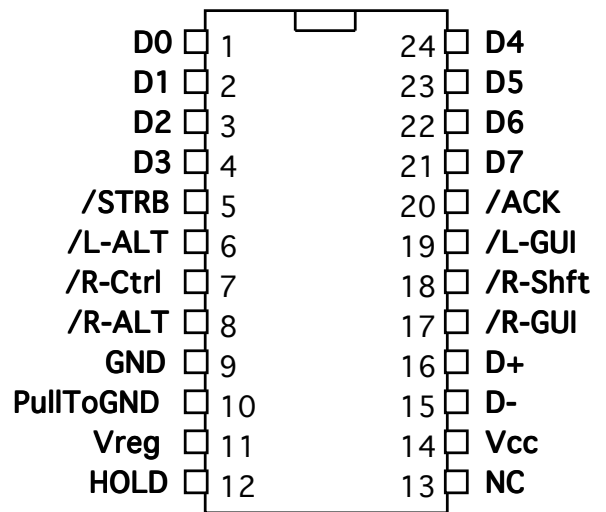 D0 1 24 D4
D1 2 23 D5
D2 3 22 D6
D3 4 21 D7
/STRB 5 20 /ACK
/L-ALT 6 19 /L-GUI
/R-Ctrl 7 18 /R-Shft
/R-ALT 8 17 /R-GUI
GND 9 16 D+
PullToGND 10 15 D-
Vreg 11 14 Vcc
HOLD 12 13 NC